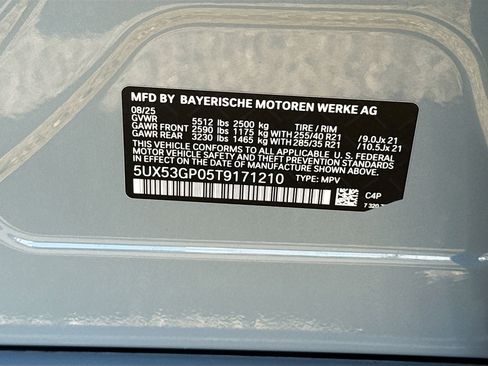 MFD BY BAYERISCHE MOTOREN WERKE AG
08/25 TIRE / RIM
GVWR 5512 lbs 2500 kg
GAWR FRONT 2590 lbs 1175 kg WITH 255/40 R21 / 9.0Jx 21
GAWR REAR 3230 lbs 1465 kg WITH 285/35 R21 / 10.5Jx 21
THIS VEHICLE CONFORMS TO ALL APPLICABLE U.S. FEDERAL
MOTOR VEHICLE SAFETY AND THEFT PREVENTION STANDARDS IN
EFFECT ON THE DATE OF MANUFACTURE SHOWN ABOVE.
5UX53GP05T9171210 TYPE: MPV
C4P
7 320